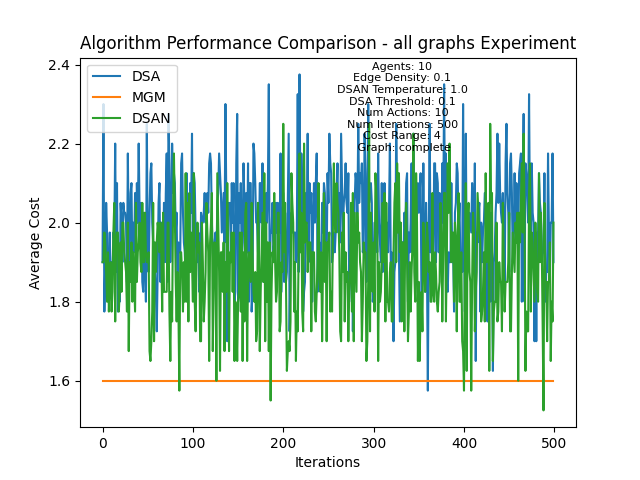 Algorithm Performance Comparison - all graphs Experiment
DSA
MGM
DSAN
Agents: 10
Edge Density: 0.1
DSAN Temperature: 1.0
DSA Threshold: 0.1
Num Actions: 10
Num Iterations: 500
Cost Range: 4
Graph: complete
2.4
2.2
2.0
1.8
1.6
Average Cost
0
100
200
300
400
500
Iterations